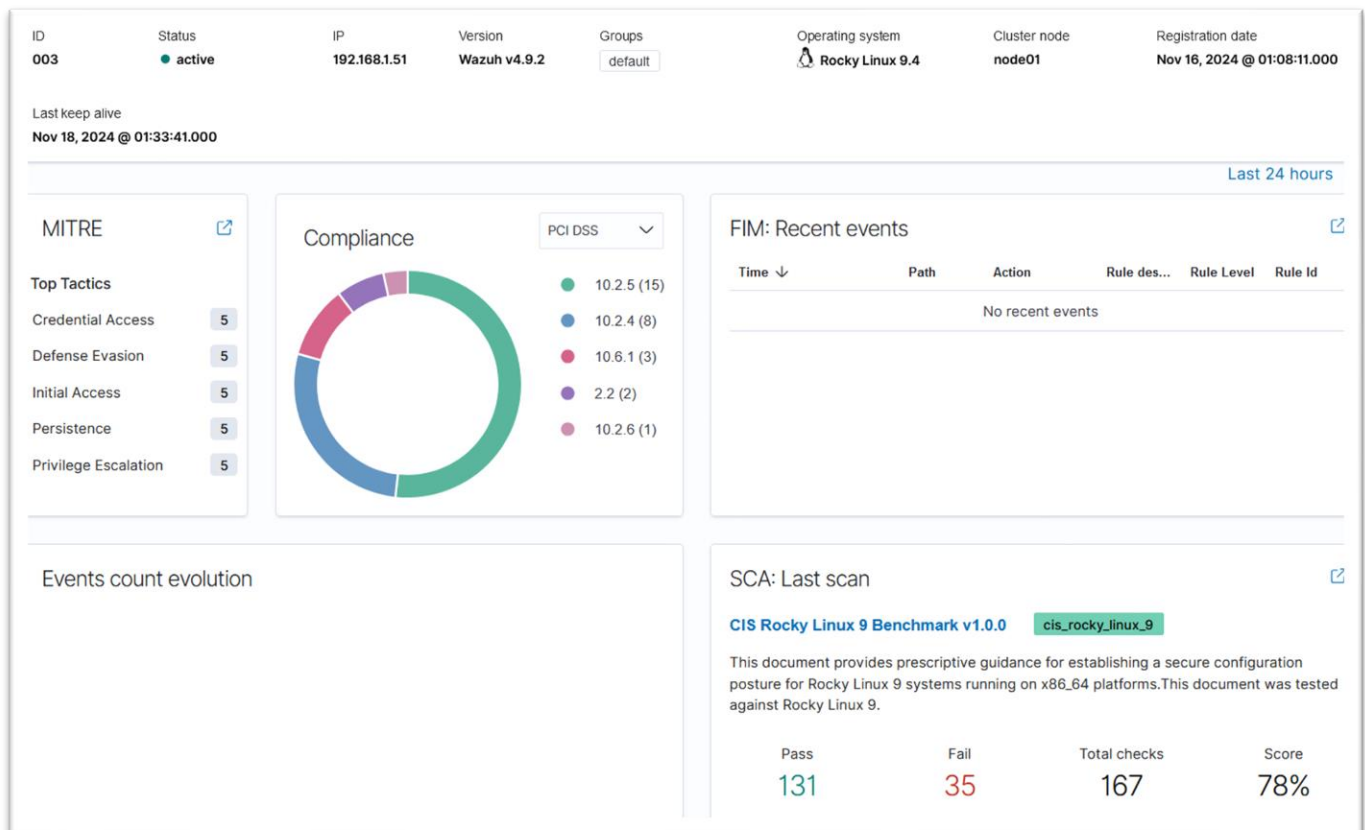 ID Status IP Version Groups Operating system Cluster node Registration date
003 active 192.168.1.51 Wazuh v4.9.2 default Rocky Linux 9.4 node01 Nov 16, 2024 @ 01:08:11.000
Last keep alive
Nov 18, 2024 @ 01:33:41.000
Last 24 hours
MITRE
Top Tactics
Credential Access 5
Defense Evasion 5
Initial Access 5
Persistence 5
Privilege Escalation 5
Compliance
PCI DSS
10.2.5 (15)
10.2.4 (8)
10.6.1 (3)
2.2 (2)
10.2.6 (1)
FIM: Recent events
Time Path Action Rule des... Rule Level Rule Id
No recent events
Events count evolution
SCA: Last scan
CIS Rocky Linux 9 Benchmark v1.0.0 cis_rocky_linux_9
This document provides prescriptive guidance for establishing a secure configuration
posture for Rocky Linux 9 systems running on x86_64 platforms.This document was tested
against Rocky Linux 9.
Pass Fail Total checks Score
131 35 167 78%